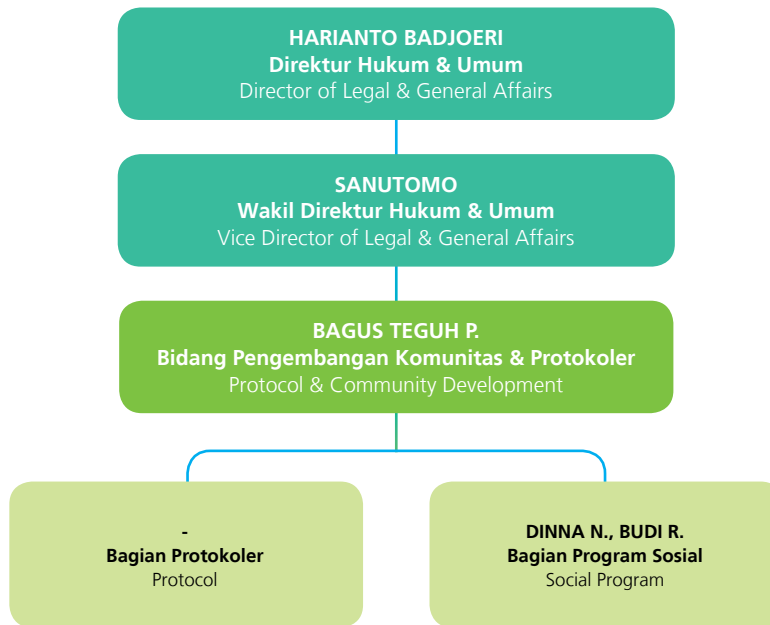 HARIANTO BADJOERI
Direktur Hukum & Umum
Director of Legal & General Affairs
SANUTOMO
Wakil Direktur Hukum & Umum
Vice Director of Legal & General Affairs
BAGUS TEGUH P.
Bidang Pengembangan Komunitas & Protokoler
Protocol & Community Development
-
Bagian Protokoler
Protocol
DINNA N., BUDI R.
Bagian Program Sosial
Social Program